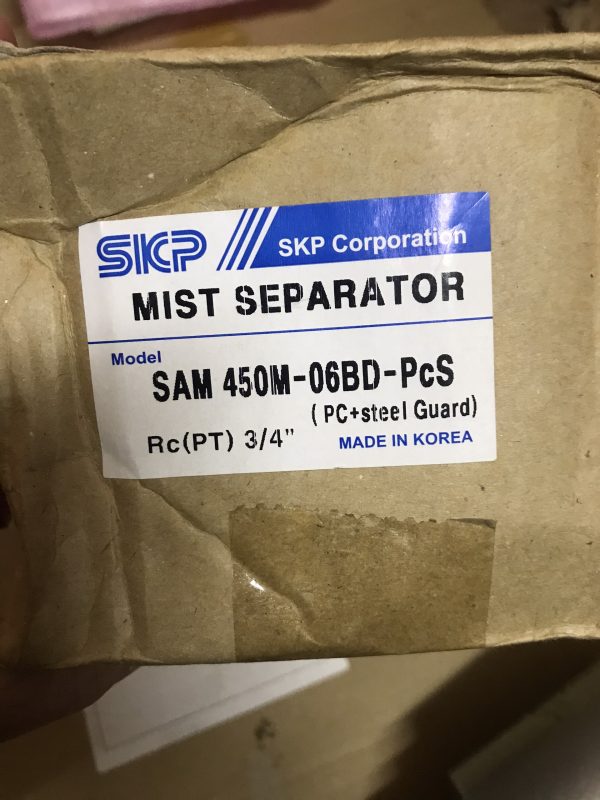 SKP SKP Corporation
MIST SEPARATOR
Model
SAM 450M-06BD-PcS
(PC+steel Guard)
Rc(PT) 3/4" MADE IN KOREA